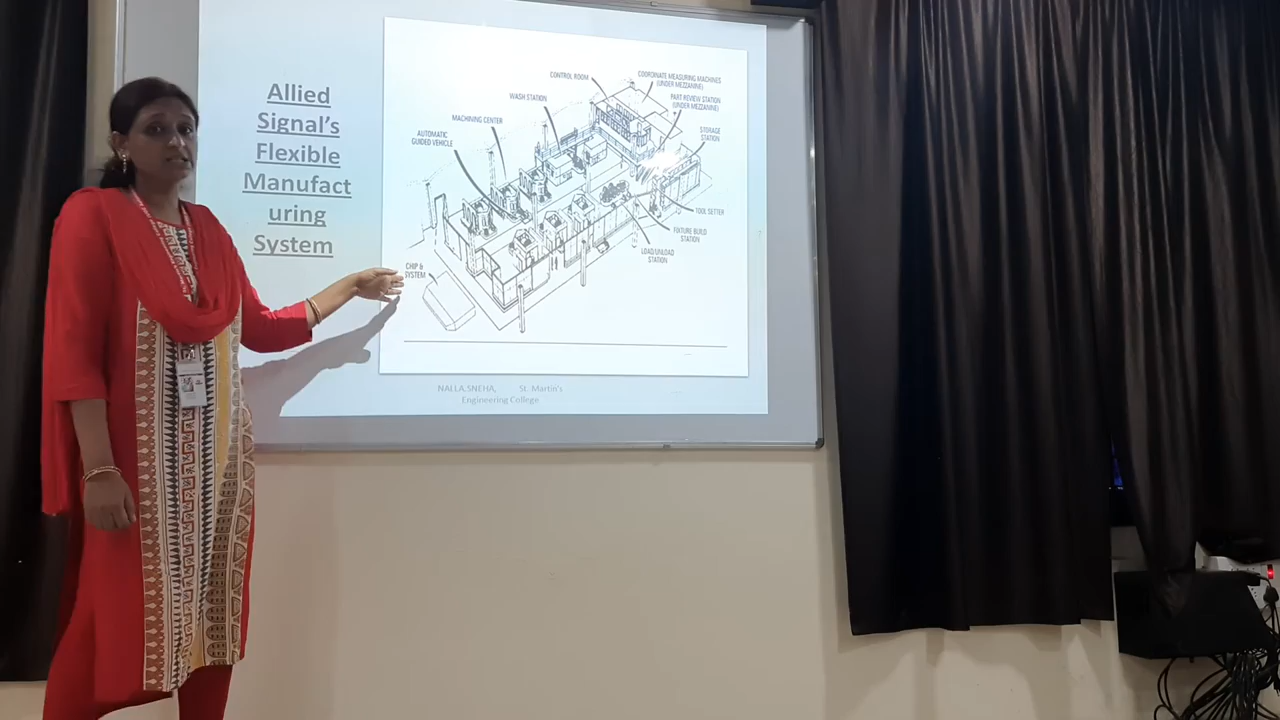 Allied
Signal's
Flexible
Manufact
uring
System
CONTROL ROOM
COORDINATE MEASURING MACHINES
(UNDER MEZZANINE)
WASH STATION
PART REVIEW STATION
(UNDER MEZZANINE)
MACHINING CENTER
STORAGE
STATION
AUTOMATIC
GUIDED VEHICLE
TOOL SETTER
FIXTURE BUILD
STATION
LOAD/UNLOAD
STATION
CHIP &
SYSTEM
NALLA.SNEHA, St. Martin's
Engineering College